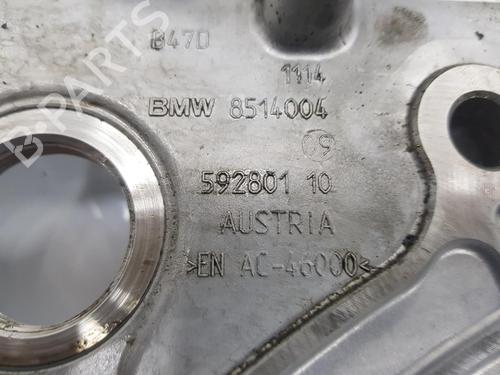 B47D
1114
BMW 8514004
09
592801 10
AUSTRIA
>EN AC-46000<